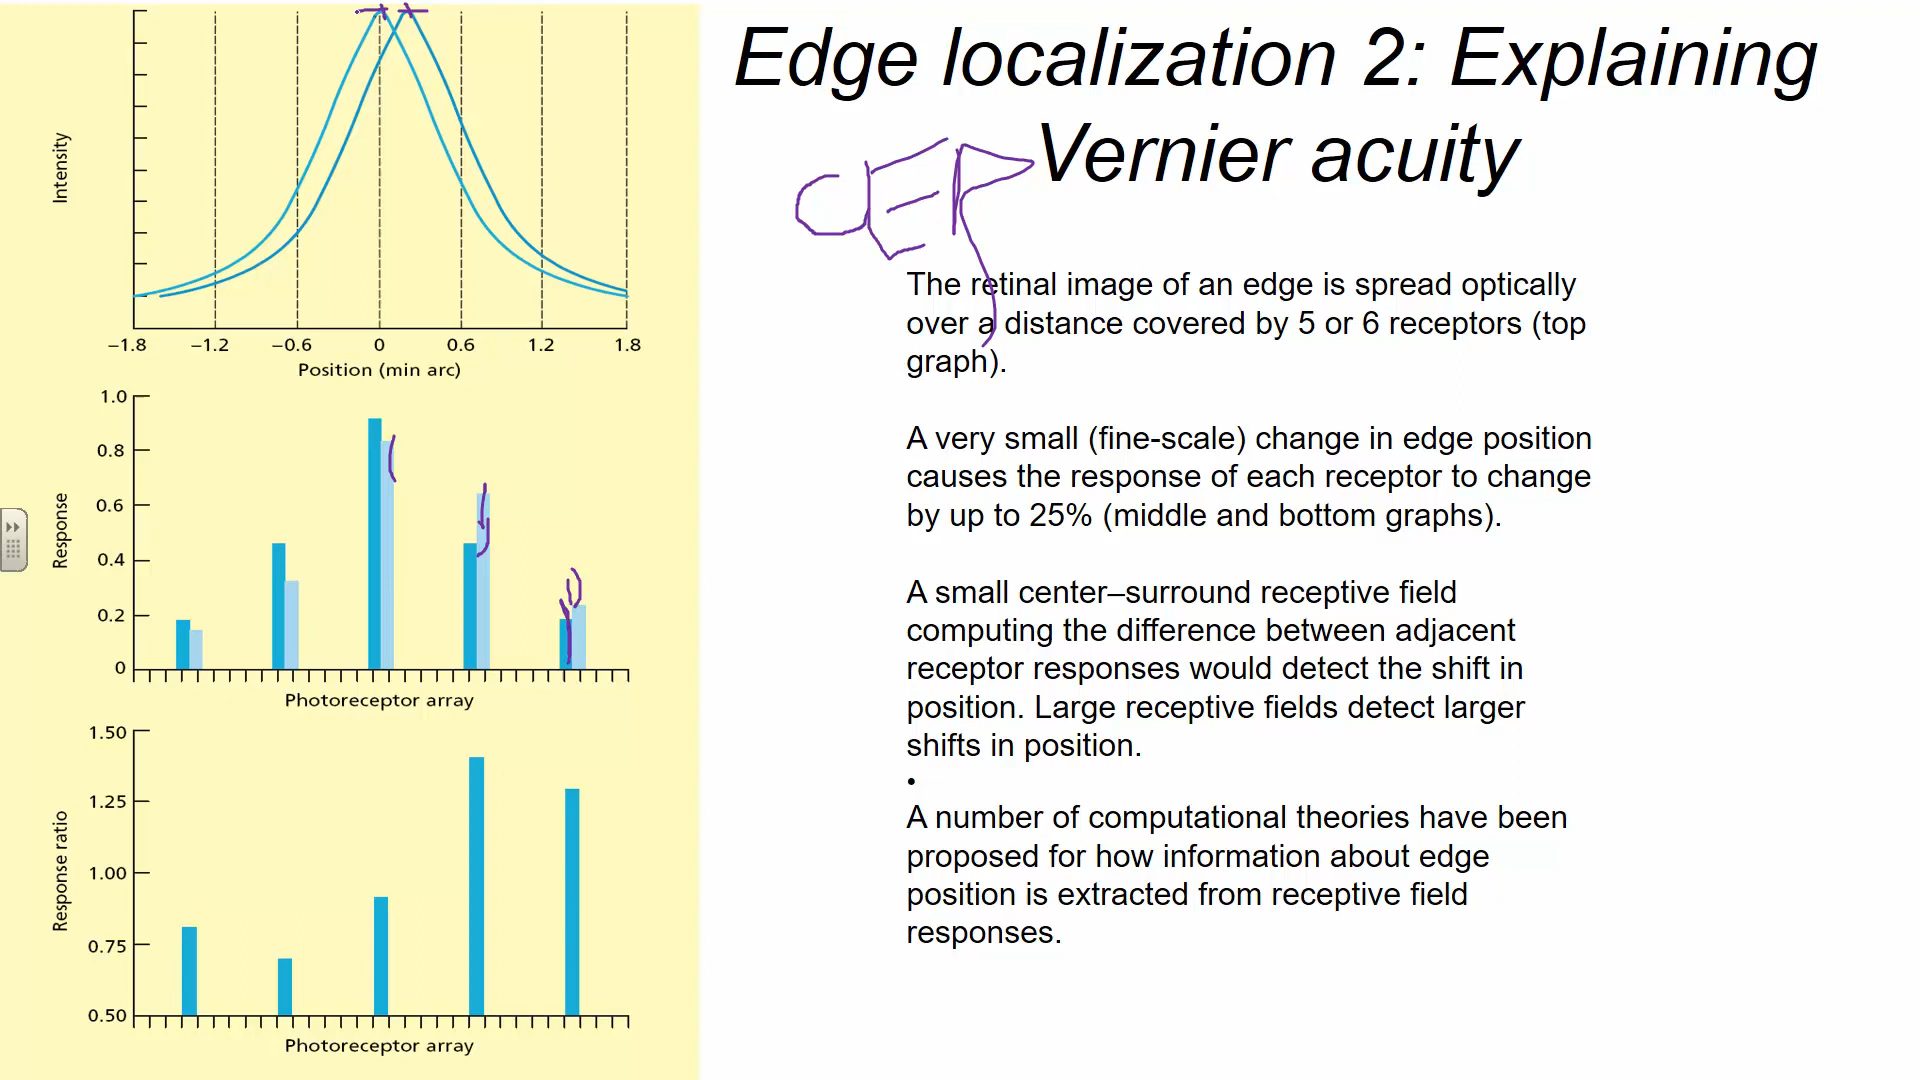 Edge localization 2: Explaining
Vernier acuity
The retinal image of an edge is spread optically
over a distance covered by 5 or 6 receptors (top
graph).
A very small (fine-scale) change in edge position
causes the response of each receptor to change
by up to 25% (middle and bottom graphs).
A small center–surround receptive field
computing the difference between adjacent
receptor responses would detect the shift in
position. Large receptive fields detect larger
shifts in position.
•
A number of computational theories have been
proposed for how information about edge
position is extracted from receptive field
responses.
Intensity
−1.8 −1.2 −0.6 0 0.6 1.2 1.8
Position (min arc)
Response
1.0
0.8
0.6
0.4
0.2
0
Photoreceptor array
Response ratio
1.50
1.25
1.00
0.75
0.50
Photoreceptor array